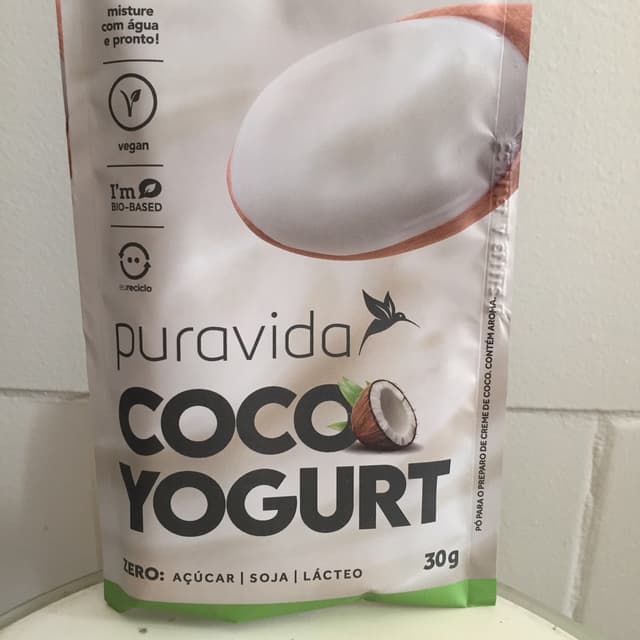 misture
com água
e pronto!
vegan
I'm
BIO-BASED
eureciclo
puravida
COCO
YOGURT
ZERO: AÇÚCAR | SOJA | LÁCTEO
30g
PÓ PARA O PREPARO DE CREME DE COCO. CONTÉM AROMA.